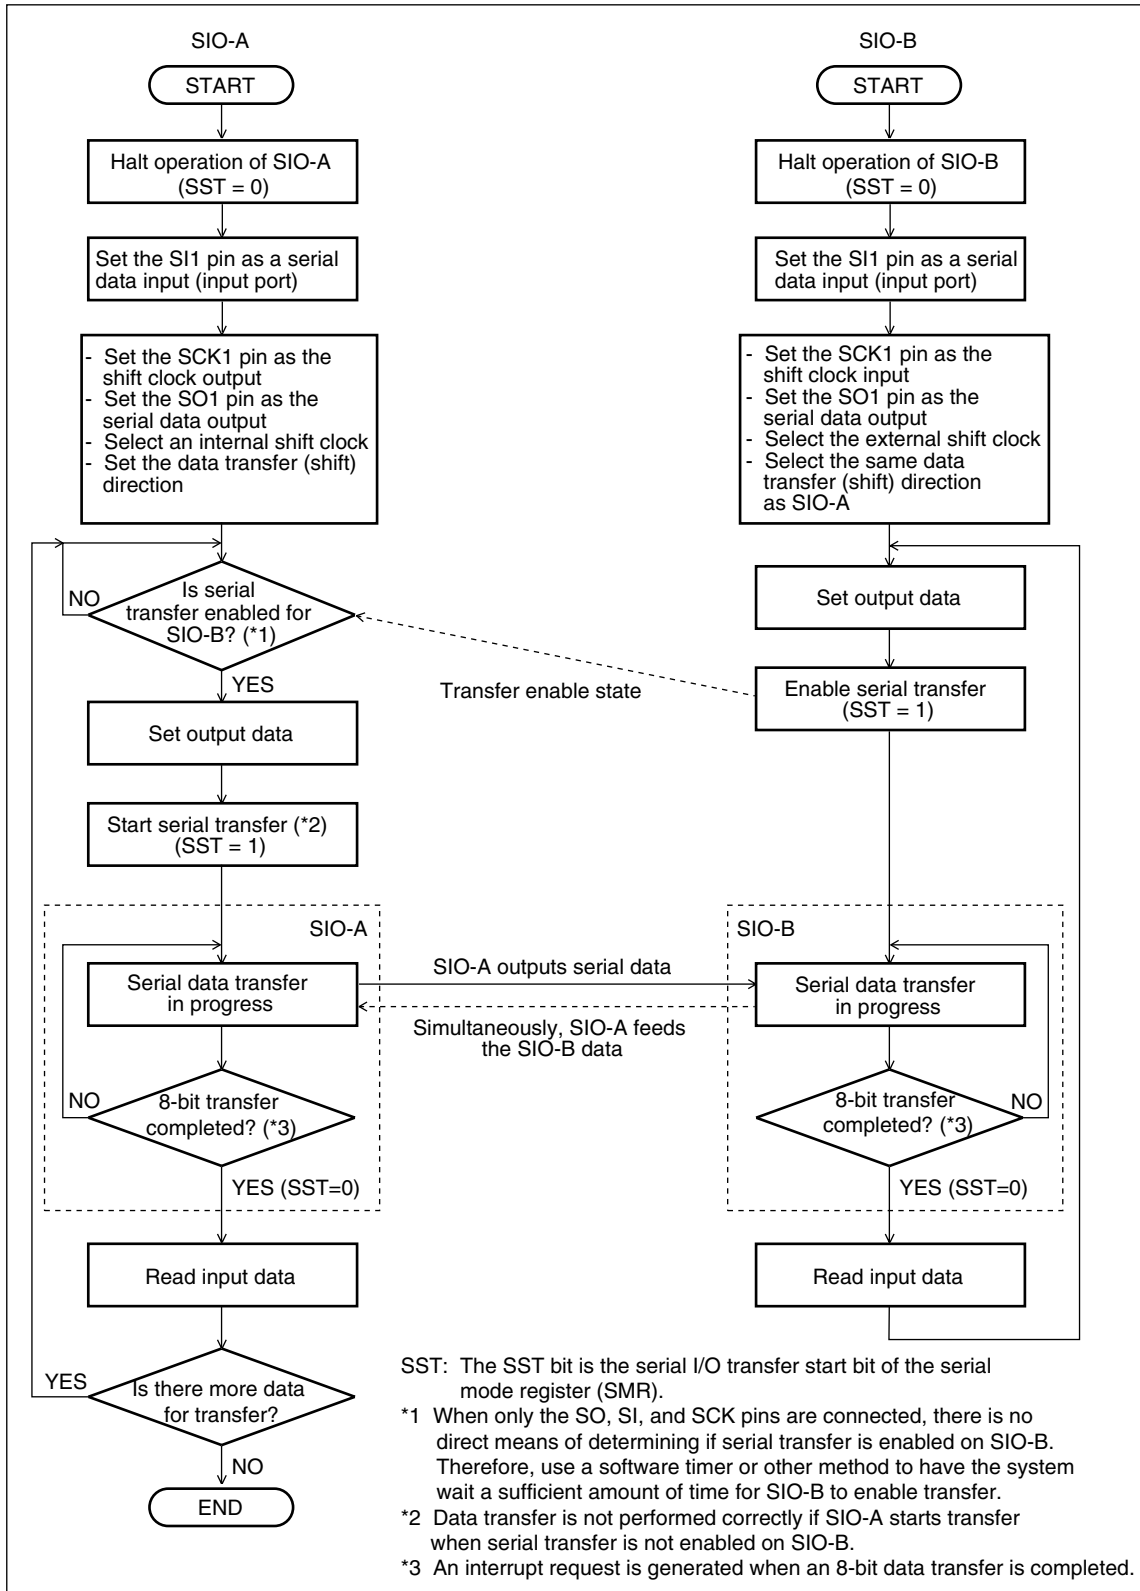 SIO-A
START
Halt operation of SIO-A
(SST = 0)
Set the SI1 pin as a serial
data input (input port)
- Set the SCK1 pin as the
shift clock output
- Set the SO1 pin as the
serial data output
- Select an internal shift clock
- Set the data transfer (shift)
direction
NO
Is serial
transfer enabled for
SIO-B? (*1)
YES
Set output data
Start serial transfer (*2)
(SST = 1)
SIO-A
Serial data transfer
in progress
NO
8-bit transfer
completed? (*3)
YES (SST=0)
Read input data
YES
Is there more data
for transfer?
NO
END
Transfer enable state
SIO-A outputs serial data
Simultaneously, SIO-A feeds
the SIO-B data
SIO-B
START
Halt operation of SIO-B
(SST = 0)
Set the SI1 pin as a serial
data input (input port)
- Set the SCK1 pin as the
shift clock input
- Set the SO1 pin as the
serial data output
- Select the external shift clock
- Select the same data
transfer (shift) direction
as SIO-A
Set output data
Enable serial transfer
(SST = 1)
SIO-B
Serial data transfer
in progress
8-bit transfer
completed? (*3)
NO
YES (SST=0)
Read input data
SST: The SST bit is the serial I/O transfer start bit of the serial
mode register (SMR).
*1 When only the SO, SI, and SCK pins are connected, there is no
direct means of determining if serial transfer is enabled on SIO-B.
Therefore, use a software timer or other method to have the system
wait a sufficient amount of time for SIO-B to enable transfer.
*2 Data transfer is not performed correctly if SIO-A starts transfer
when serial transfer is not enabled on SIO-B.
*3 An interrupt request is generated when an 8-bit data transfer is completed.